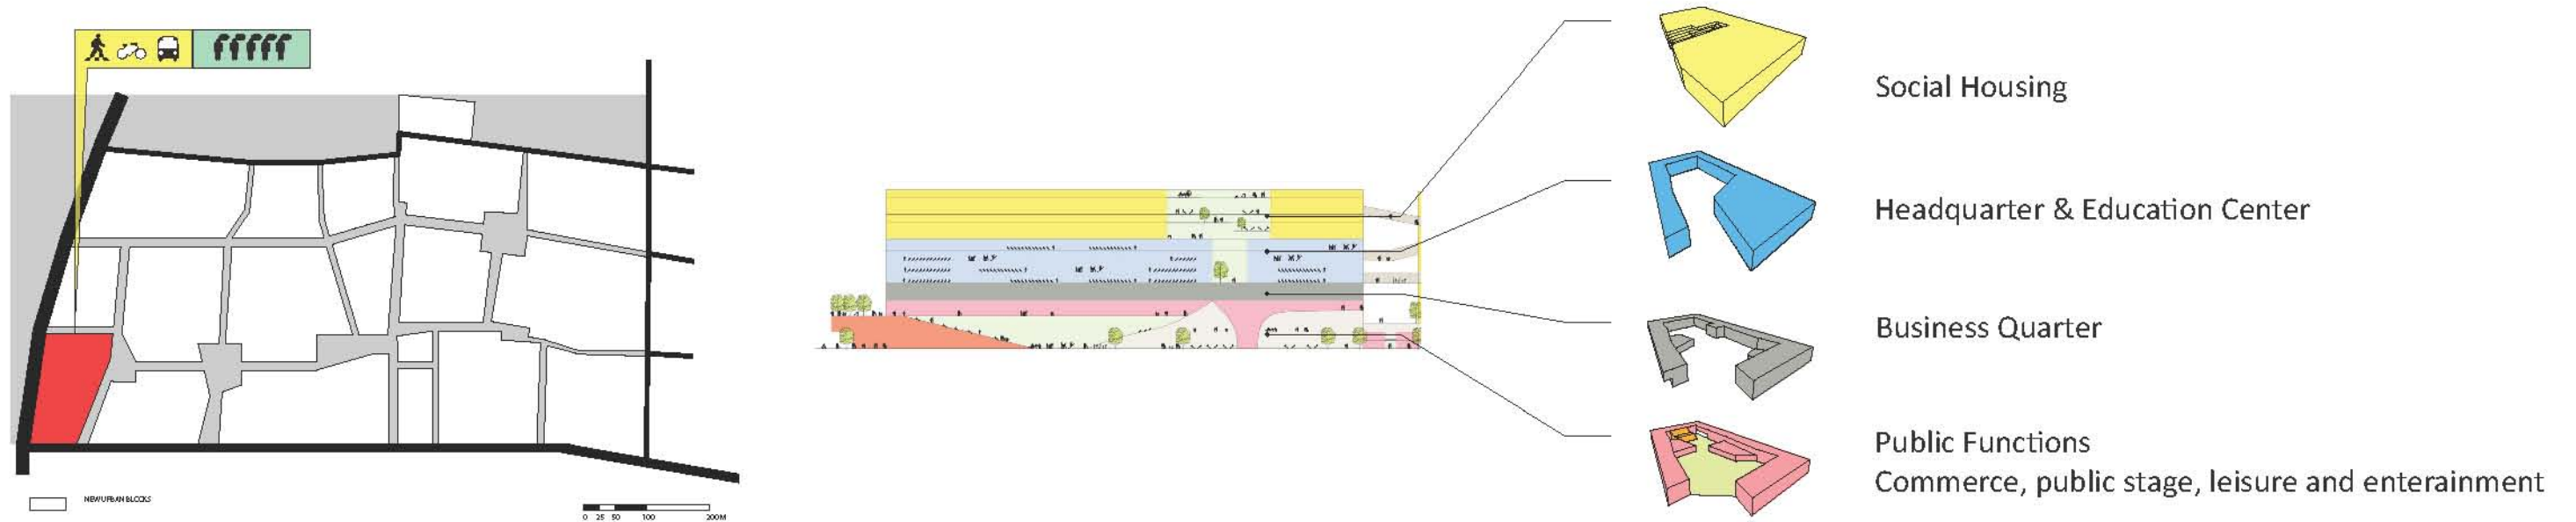 NEW URBAN BLOCKS
0 25 50 100 200M
Social Housing
Headquarter & Education Center
Business Quarter
Public Functions
Commerce, public stage, leisure and enterainment